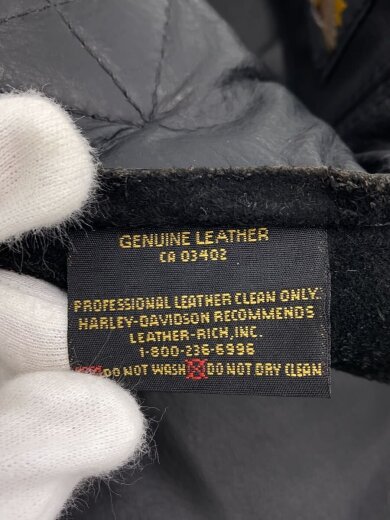 GENUINE LEATHER
CA 03402
PROFESSIONAL LEATHER CLEAN ONLY.
HARLEY-DAVIDSON RECOMMENDS
LEATHER-RICH, INC.
1-800-236-6996
DO NOT WASH DO NOT DRY CLEAN